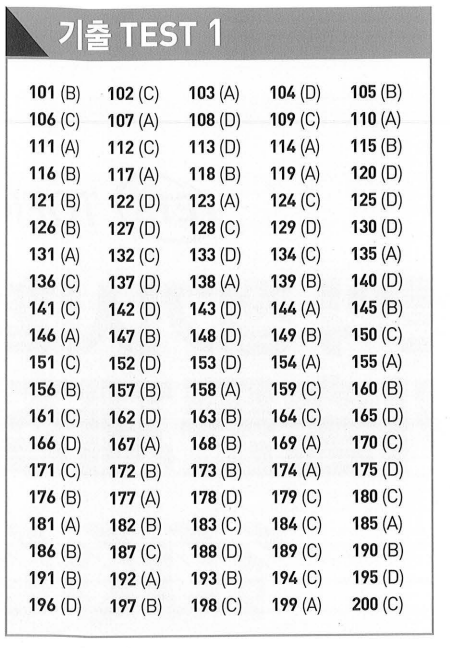 기출 TEST 1
101 (B) 102 (C) 103 (A) 104 (D) 105 (B)
106 (C) 107 (A) 108 (D) 109 (C) 110 (A)
111 (A) 112 (C) 113 (D) 114 (A) 115 (B)
116 (B) 117 (A) 118 (B) 119 (A) 120 (D)
121 (B) 122 (D) 123 (A) 124 (C) 125 (D)
126 (B) 127 (D) 128 (C) 129 (D) 130 (D)
131 (A) 132 (C) 133 (D) 134 (C) 135 (A)
136 (C) 137 (D) 138 (A) 139 (B) 140 (D)
141 (C) 142 (D) 143 (D) 144 (A) 145 (B)
146 (A) 147 (B) 148 (D) 149 (B) 150 (C)
151 (C) 152 (D) 153 (D) 154 (A) 155 (A)
156 (B) 157 (B) 158 (A) 159 (C) 160 (B)
161 (C) 162 (D) 163 (B) 164 (C) 165 (D)
166 (D) 167 (A) 168 (B) 169 (A) 170 (C)
171 (C) 172 (B) 173 (B) 174 (A) 175 (D)
176 (B) 177 (A) 178 (D) 179 (C) 180 (C)
181 (A) 182 (B) 183 (C) 184 (C) 185 (A)
186 (B) 187 (C) 188 (D) 189 (C) 190 (B)
191 (B) 192 (A) 193 (B) 194 (C) 195 (D)
196 (D) 197 (B) 198 (C) 199 (A) 200 (C)